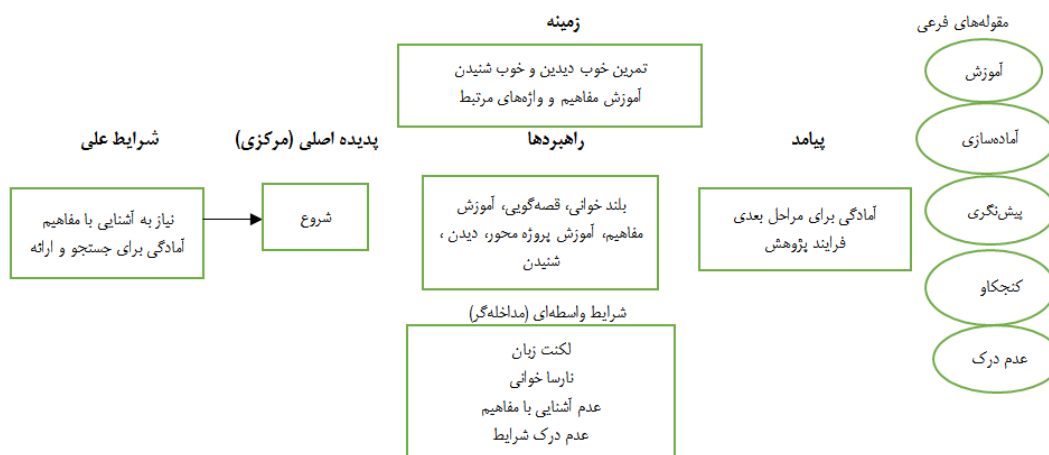 زمینه
مقوله‌های فرعی
تمرین خوب دیدین و خوب شنیدن
آموزش مفاهیم و واژه‌های مرتبط
آموزش
آماده‌سازی
پیش‌نگری
کنجکاو
عدم درک
پیامد
راهبردها
پدیده اصلی (مرکزی)
شرایط علی
آمادگی برای مراحل بعدی
فرایند پژوهش
بلند خوانی، قصه‌گویی، آموزش
مفاهیم، آموزش پروژه محور، دیدن ،
شنیدن
شروع
نیاز به آشنایی با مفاهیم
آمادگی برای جستجو و ارائه
شرایط واسطه‌ای (مداخله‌گر)
لکنت زبان
نارسا خوانی
عدم آشنایی با مفاهیم
عدم درک شرایط